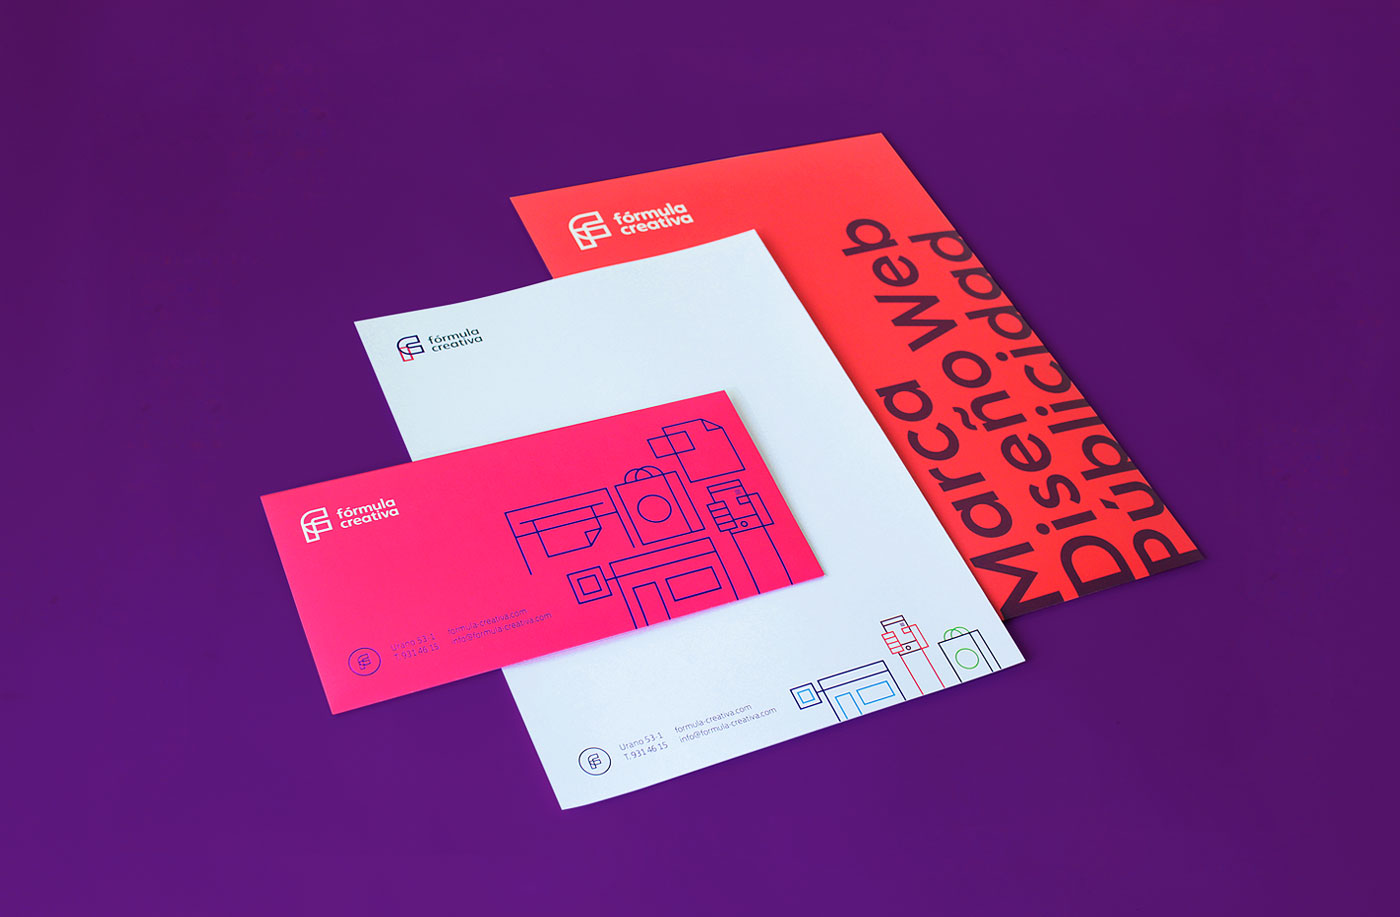 fórmula
creativa
Marca
Diseño Web
Públicidad
fórmula
creativa
Urano 53-1
T. 931 46 15
formula-creativa.com
info@formula-creativa.com
fórmula
creativa
Urano 53-1
T. 931 46 15
formula-creativa.com
info@formula-creativa.com